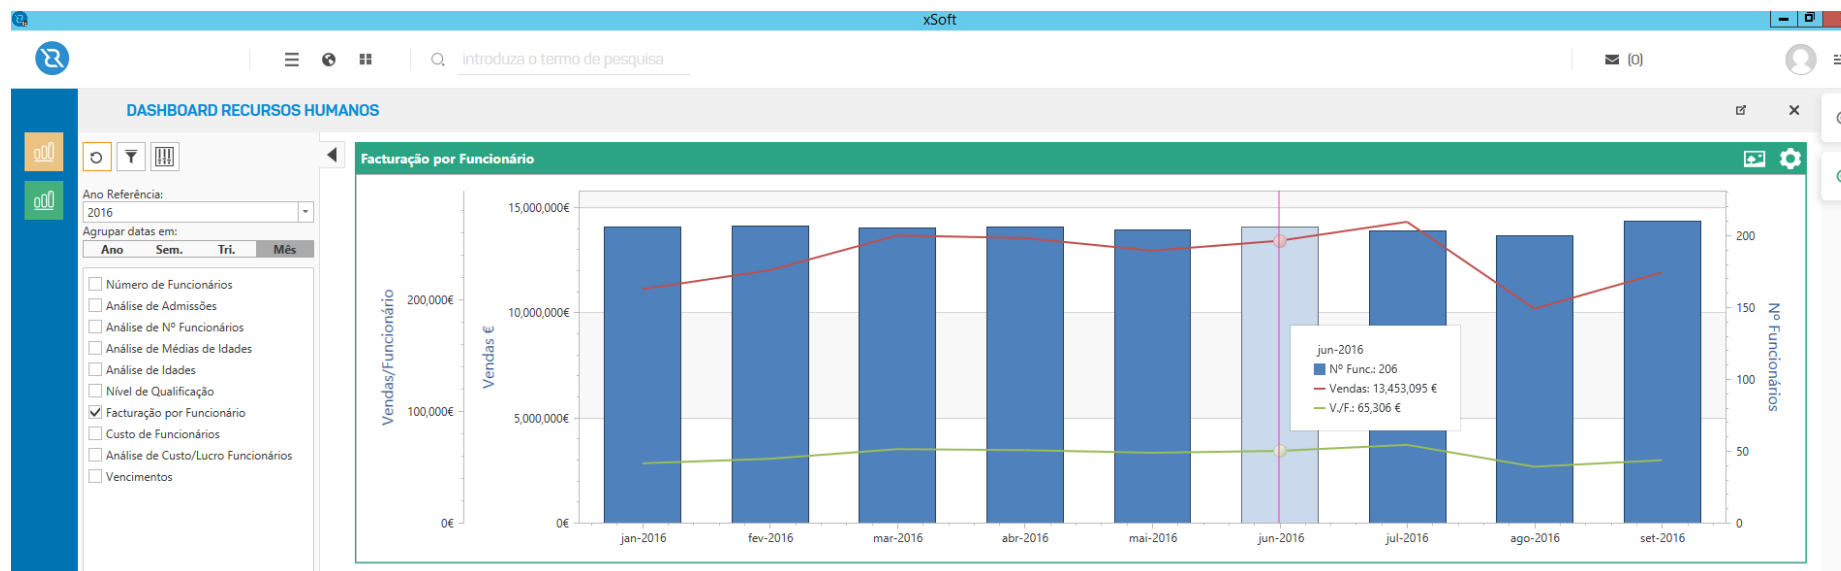 xSoft
introduza o termo de pesquisa
(0)
DASHBOARD RECURSOS HUMANOS
Ano Referência:
2016
Agrupar datas em:
Ano Sem. Tri. Mês
Número de Funcionários
Análise de Admissões
Análise de Nº Funcionários
Análise de Médias de Idades
Análise de Idades
Nível de Qualificação
Facturação por Funcionário
Custo de Funcionários
Análise de Custo/Lucro Funcionários
Vencimentos
Facturação por Funcionário
Vendas/Funcionário
200,000€
100,000€
0€
Vendas €
15,000,000€
10,000,000€
5,000,000€
0€
jun-2016
Nº Func.: 206
Vendas: 13,453,095 €
V./F.: 65,306 €
200
150
100
50
0
Nº Funcionários
jan-2016 fev-2016 mar-2016 abr-2016 mai-2016 jun-2016 jul-2016 ago-2016 set-2016